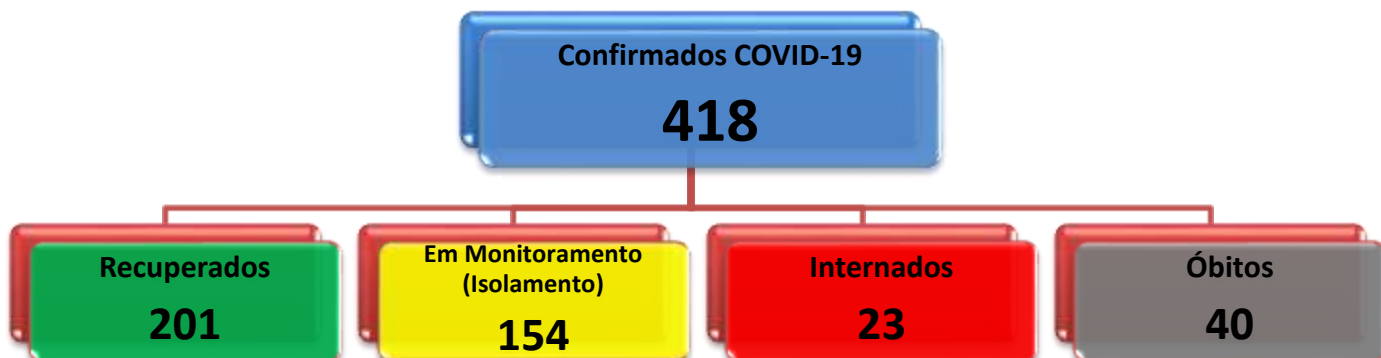 Confirmados COVID-19
418
Recuperados
201
Em Monitoramento
(Isolamento)
154
Internados
23
Óbitos
40